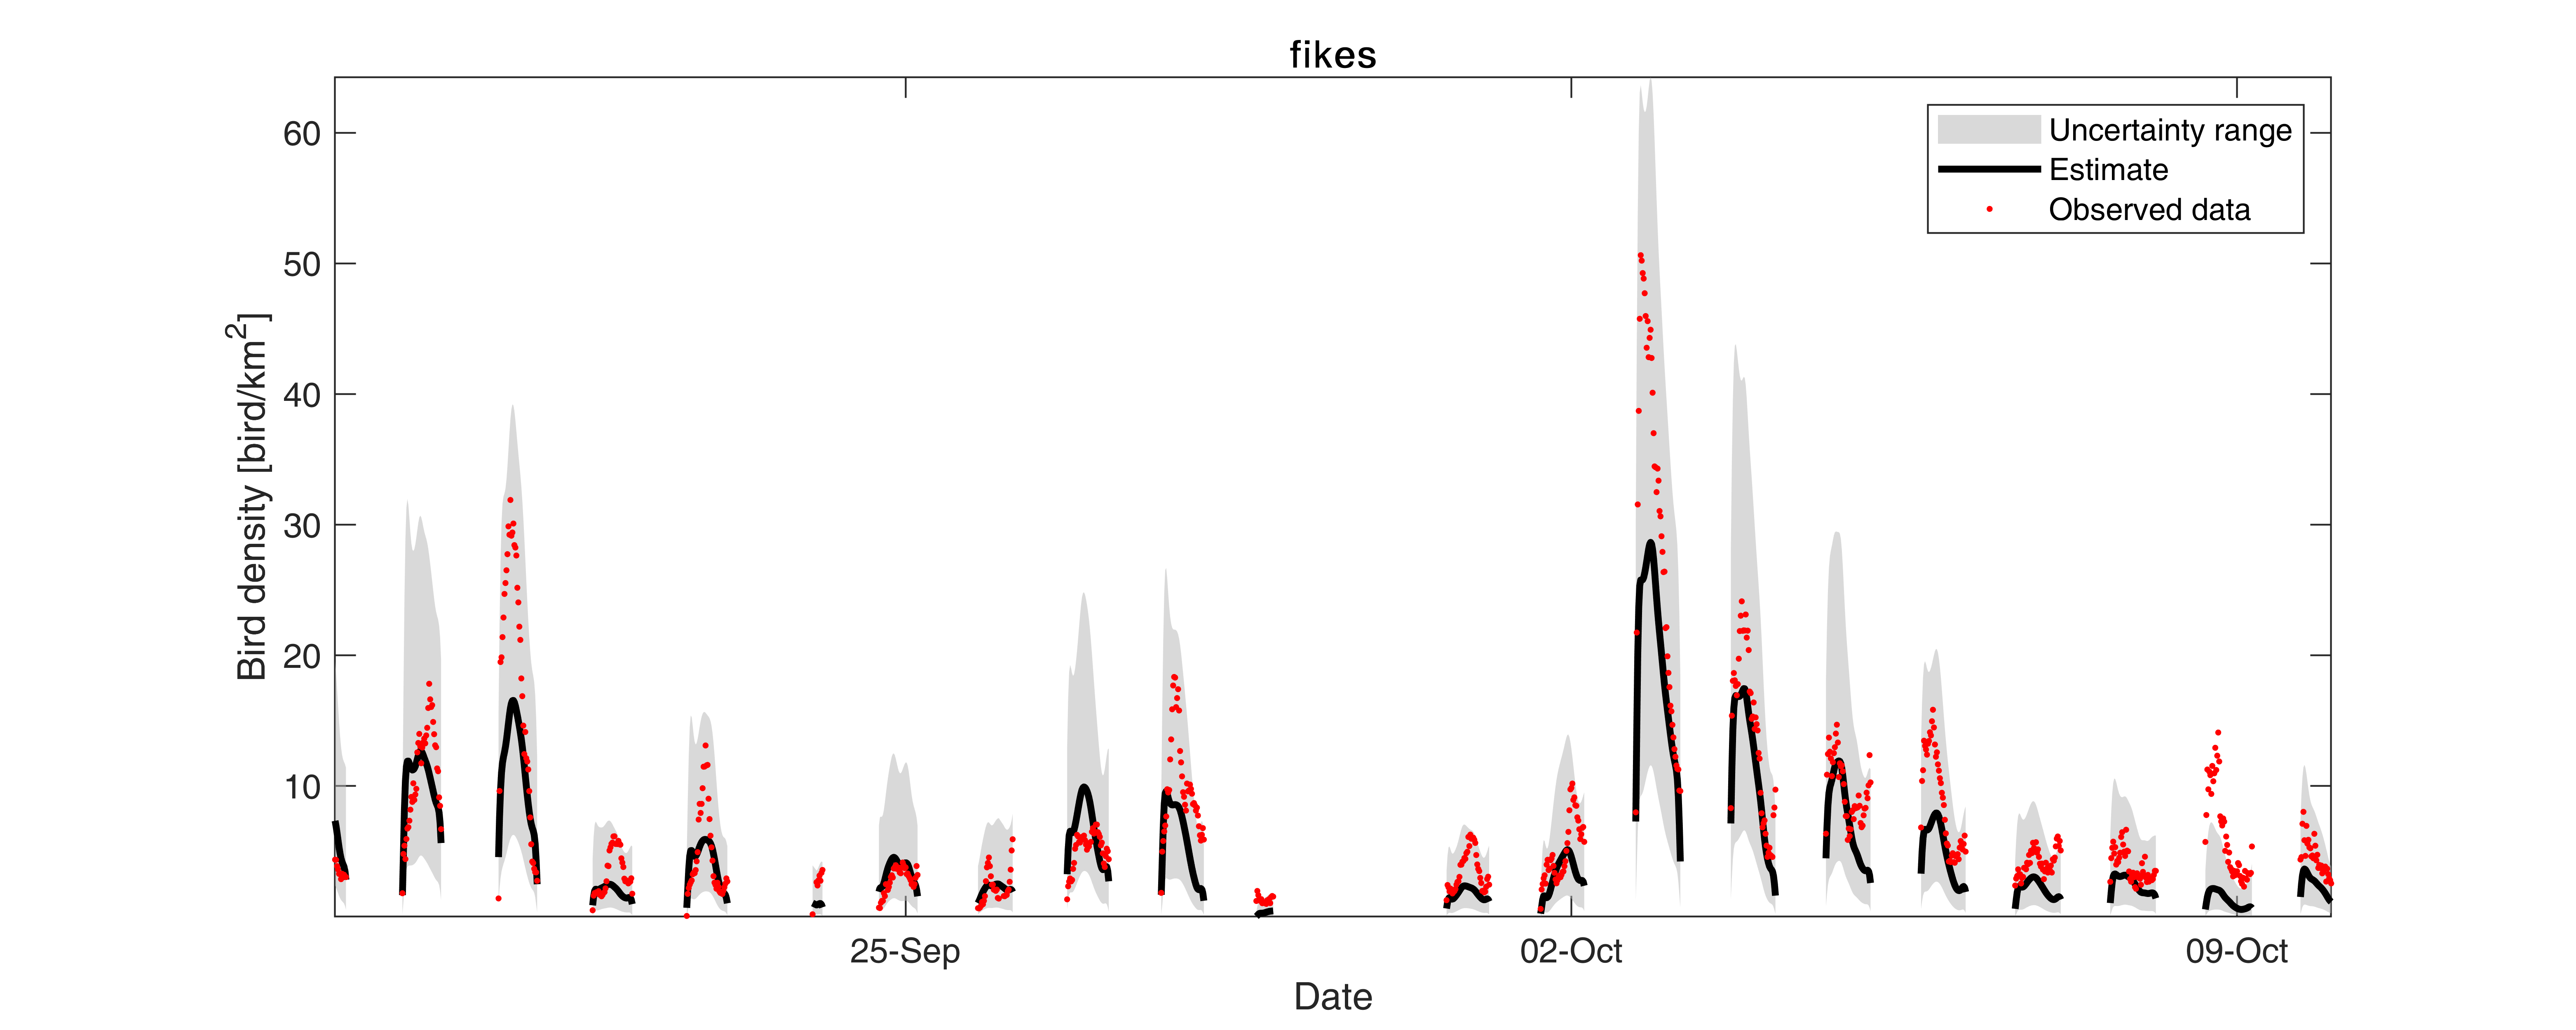 fikes
60
50
40
30
20
10
Bird density [bird/km²]
Uncertainty range
Estimate
Observed data
25-Sep
02-Oct
09-Oct
Date